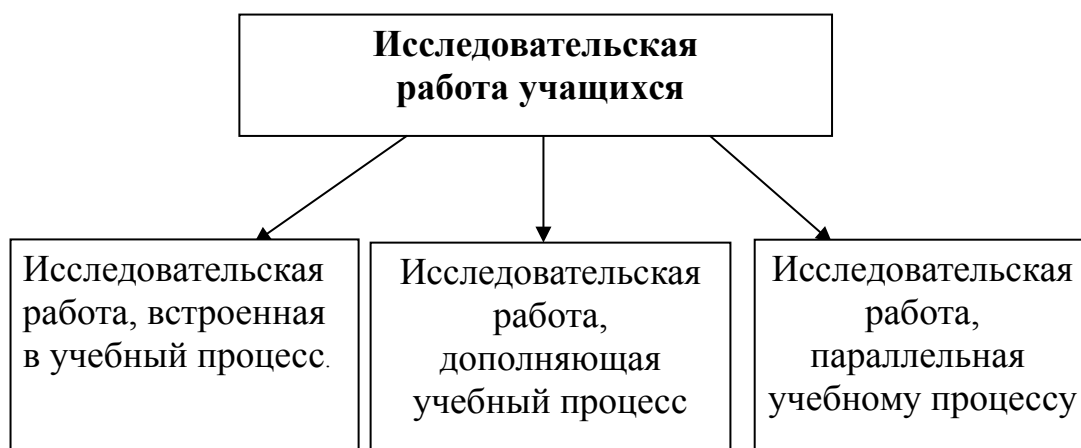 Исследовательская
работа учащихся
Исследовательская
работа, встроенная
в учебный процесс.
Исследовательская
работа,
дополняющая
учебный процесс
Исследовательская
работа,
параллельная
учебному процессу